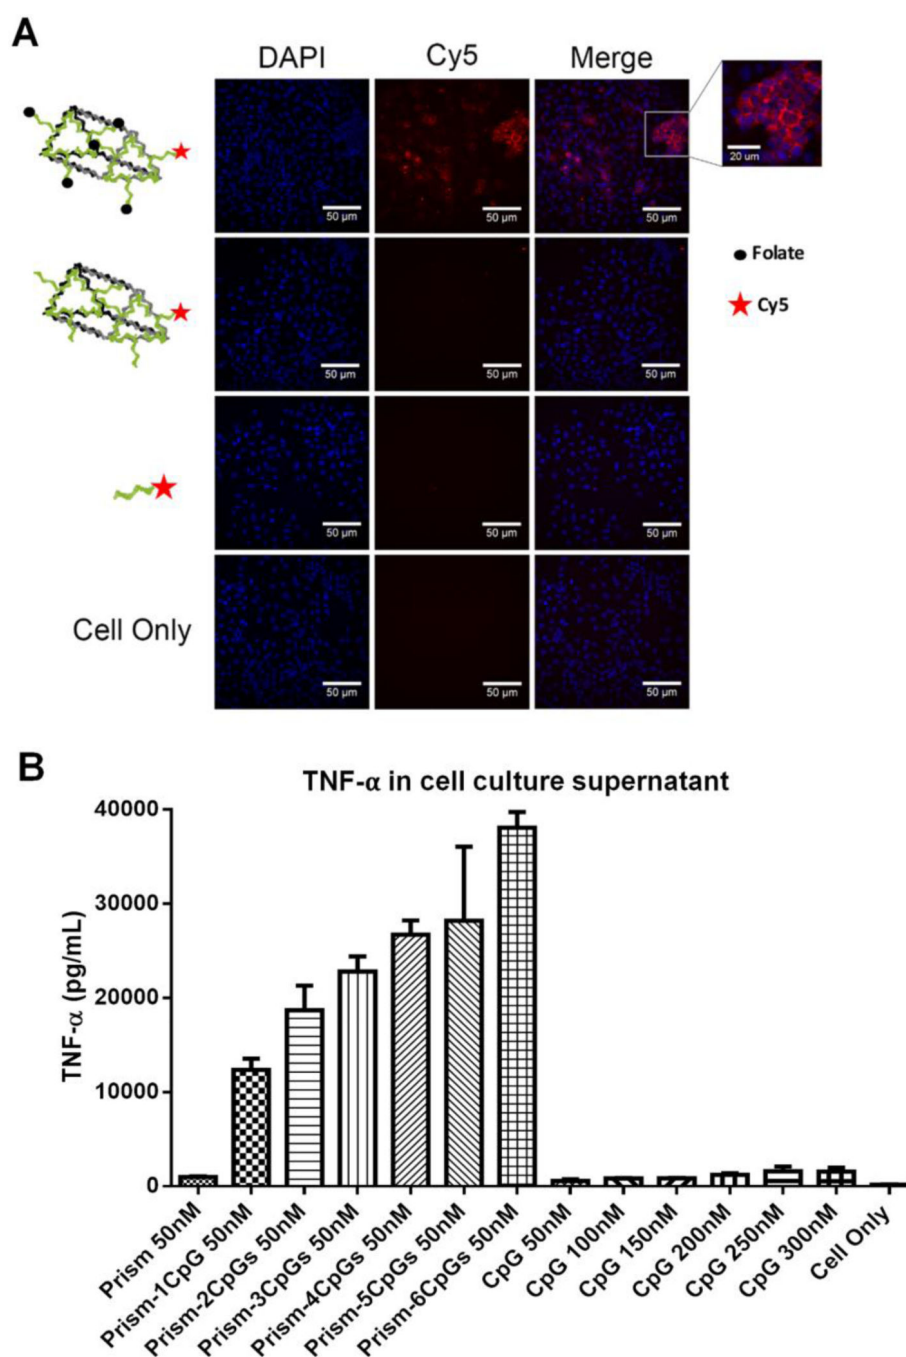 A
DAPI Cy5 Merge
20 um
50 µm 50 µm 50 µm
Folate
Cy5
50 µm 50 µm 50 µm
50 µm 50 µm 50 µm
Cell Only
50 µm 50 µm 50 µm
B
TNF-α in cell culture supernatant
TNF-α (pg/mL)
40000
30000
20000
10000
0
Prism 50nM
Prism-1CpG 50nM
Prism-2CpGs 50nM
Prism-3CpGs 50nM
Prism-4CpGs 50nM
Prism-5CpGs 50nM
Prism-6CpGs 50nM
CpG 50nM
CpG 100nM
CpG 150nM
CpG 200nM
CpG 250nM
CpG 300nM
Cell Only